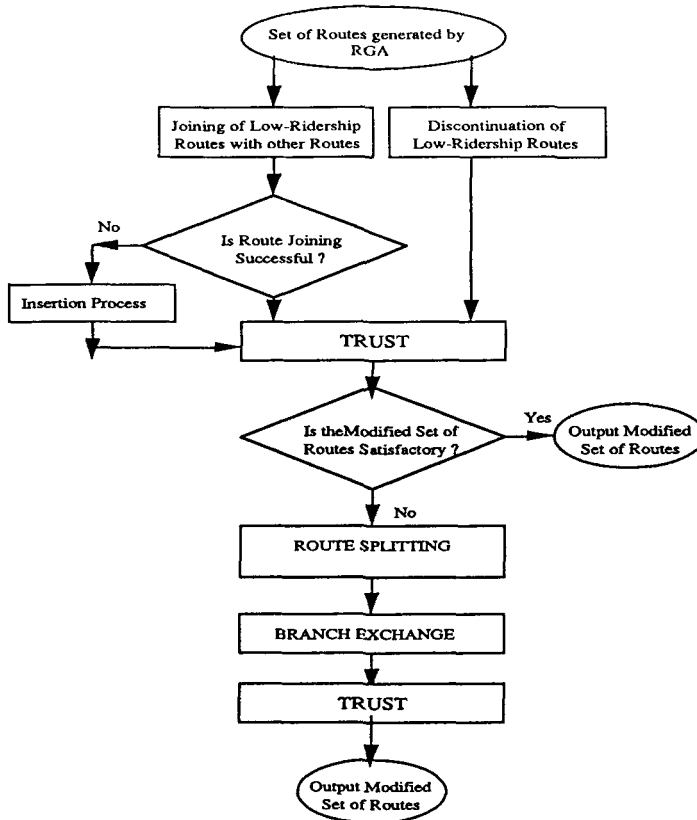 Set of Routes generated by
RGA
Joining of Low-Ridership
Routes with other Routes
Discontinuation of
Low-Ridership Routes
No
Is Route Joining
Successful ?
Insertion Process
TRUST
Is theModified Set of
Routes Satisfactory ?
Yes
Output Modified
Set of Routes
No
ROUTE SPLITTING
BRANCH EXCHANGE
TRUST
Output Modified
Set of Routes